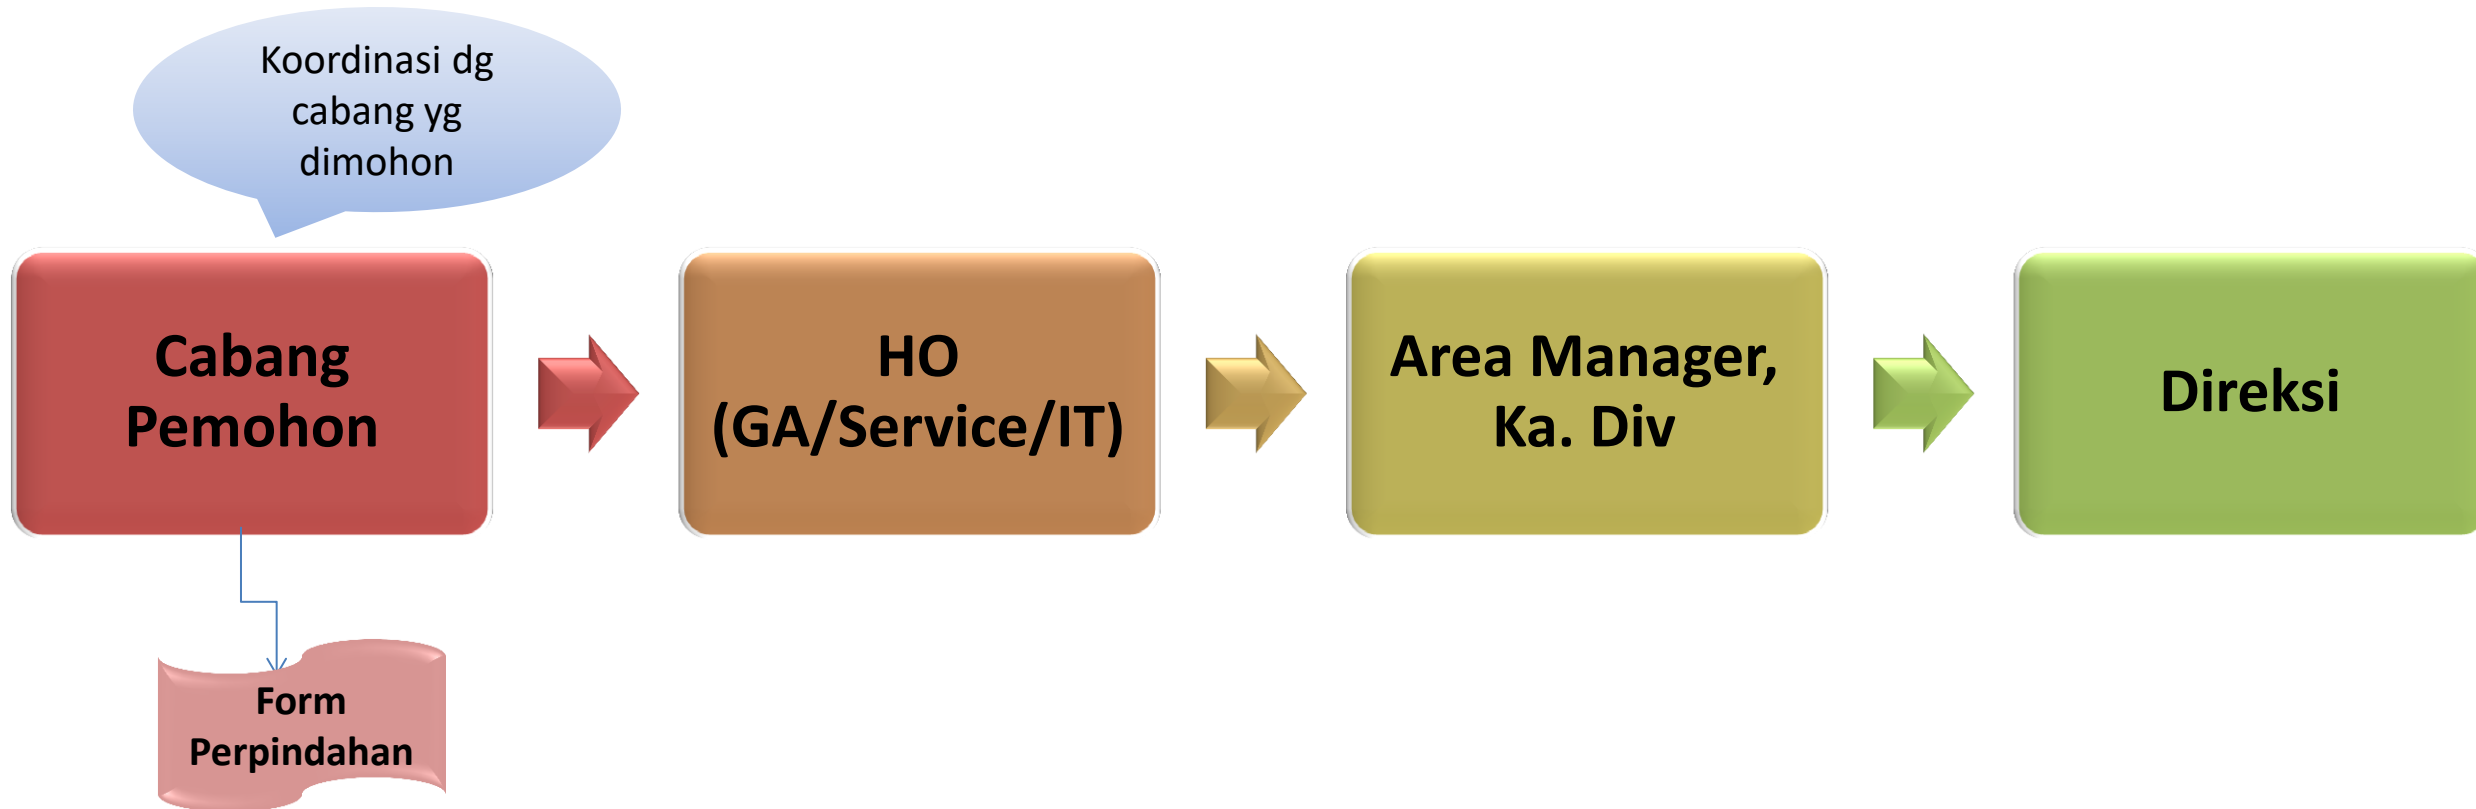 Koordinasi dg
cabang yg
dimohon
Cabang
Pemohon
HO
(GA/Service/IT)
Area Manager,
Ka. Div
Direksi
Form
Perpindahan